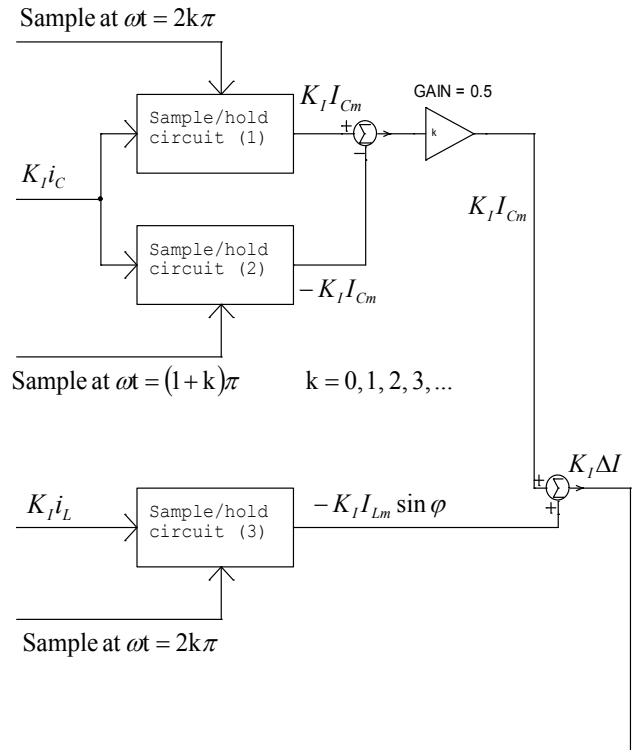 Sample at ωt = 2kπ
Sample/hold
circuit (1)
K_I I_Cm
GAIN = 0.5
+
Σ
−
k
K_I i_C
K_I I_Cm
Sample/hold
circuit (2)
− K_I I_Cm
Sample at ωt = (1 + k)π
k = 0, 1, 2, 3, ...
K_I i_L
Sample/hold
circuit (3)
− K_I I_Lm sin φ
+
Σ
+
K_I ΔI
Sample at ωt = 2kπ